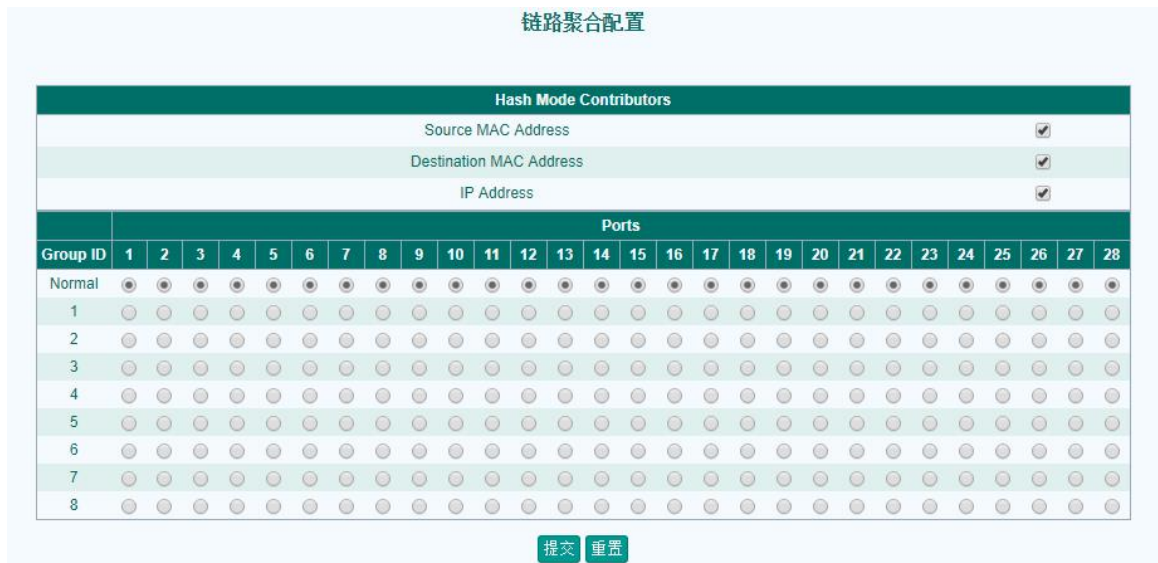 链路聚合配置
Hash Mode Contributors
Source MAC Address
Destination MAC Address
IP Address
Ports
Group ID 1 2 3 4 5 6 7 8 9 10 11 12 13 14 15 16 17 18 19 20 21 22 23 24 25 26 27 28
Normal
1
2
3
4
5
6
7
8
提交 重置